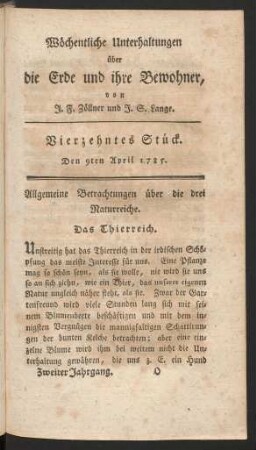 Wöchentliche Unterhaltungen
über
die Erde und ihre Bewohner,
von
J. F. Zöllner und J. S. Lange.
Vierzehntes Stück.
Den 9ten April 1785.
Allgemeine Betrachtungen über die drei
Naturreiche.
Das Thierreich.
Unstreitig hat das Thierreich in der irdischen Schö-
pfung das meiste Interesse für uns. Eine Pflanze
mag so schön seyn, als sie wolle, nie wird sie uns
so an sich ziehn, wie ein Thier, das unserer eigenen
Natur ungleich näher steht, als sie. Zwar der Gar-
tenfreund wird viele Stunden lang sich mit sei-
nem Blumenbeete beschäftigen und mit dem in-
nigsten Vergnügen die mannigfaltigen Schattirun-
gen der bunten Kelche betrachten; aber eine ein-
zelne Blume wird ihm bei weitem nicht die Un-
terhaltung gewähren, die uns z. E. ein Hund
Zweiter Jahrgang. O